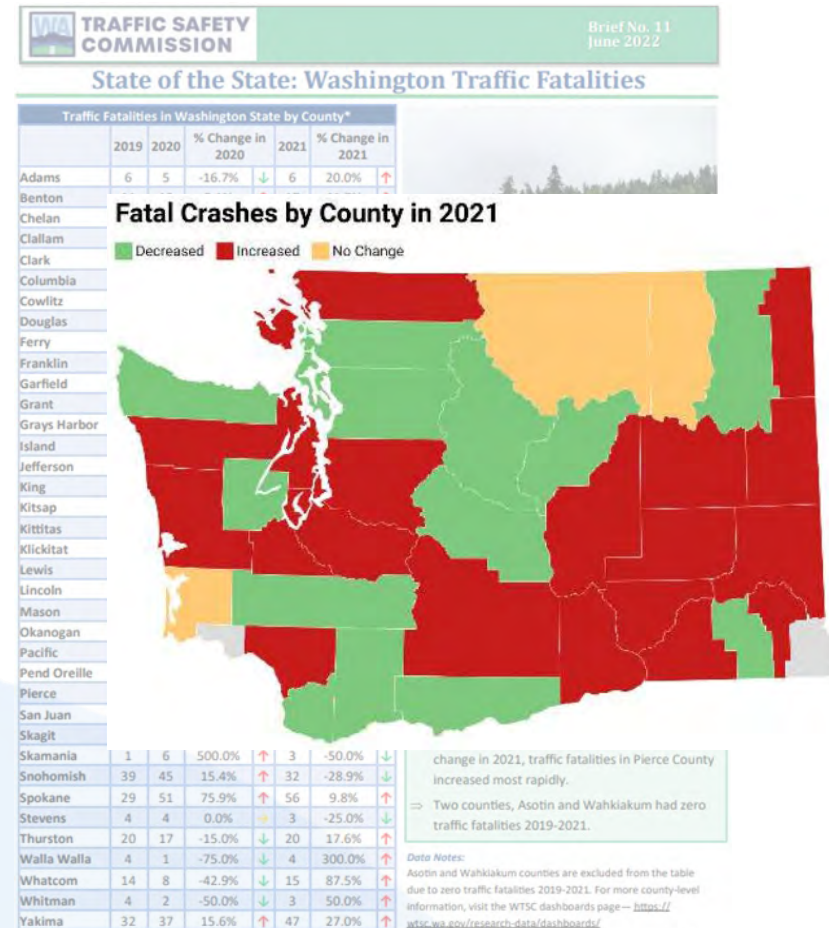 WA TRAFFIC SAFETY
COMMISSION
Brief No. 11
June 2022
State of the State: Washington Traffic Fatalities
Traffic Fatalities in Washington State by County*
2019 2020 % Change in 2020 2021 % Change in 2021
Adams 6 5 -16.7% ↓ 6 20.0% ↑
Benton
Chelan
Clallam
Clark
Columbia
Cowlitz
Douglas
Ferry
Franklin
Garfield
Grant
Grays Harbor
Island
Jefferson
King
Kitsap
Kittitas
Klickitat
Lewis
Lincoln
Mason
Okanogan
Pacific
Pend Oreille
Pierce
San Juan
Skagit
Skamania 1 6 500.0% ↑ 3 -50.0% ↓
Snohomish 39 45 15.4% ↑ 32 -28.9% ↓
Spokane 29 51 75.9% ↑ 56 9.8% ↑
Stevens 4 4 0.0% 3 -25.0% ↓
Thurston 20 17 -15.0% ↓ 20 17.6% ↑
Walla Walla 4 1 -75.0% ↓ 4 300.0% ↑
Whatcom 14 8 -42.9% ↓ 15 87.5% ↑
Whitman 4 2 -50.0% ↓ 3 50.0% ↑
Yakima 32 37 15.6% ↑ 47 27.0% ↑
Fatal Crashes by County in 2021
Decreased Increased No Change
change in 2021, traffic fatalities in Pierce County
increased most rapidly.
⇒ Two counties, Asotin and Wahkiakum had zero
traffic fatalities 2019-2021.
Data Notes:
Asotin and Wahkiakum counties are excluded from the table
due to zero traffic fatalities 2019-2021. For more county-level
information, visit the WTSC dashboards page— https://
wtsc.wa.gov/research-data/dashboards/